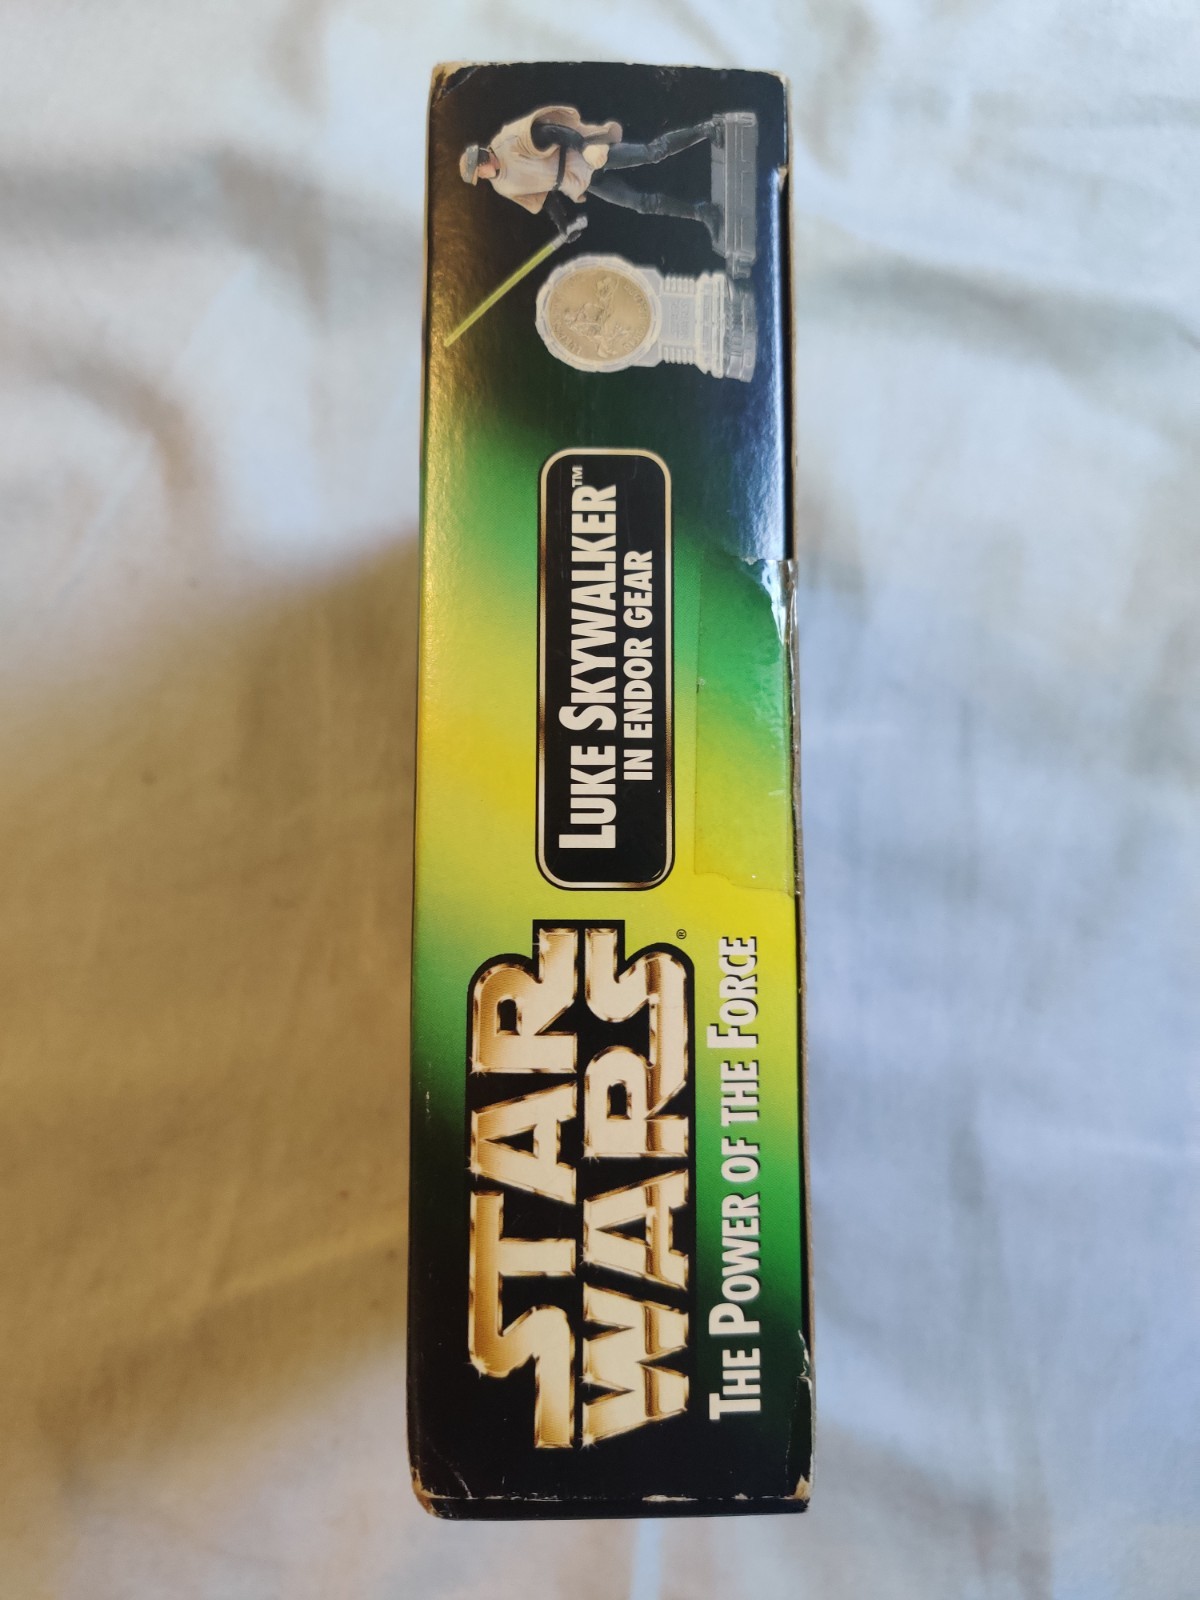 STAR
WARS®
THE POWER OF THE FORCE
LUKE SKYWALKER™
IN ENDOR GEAR